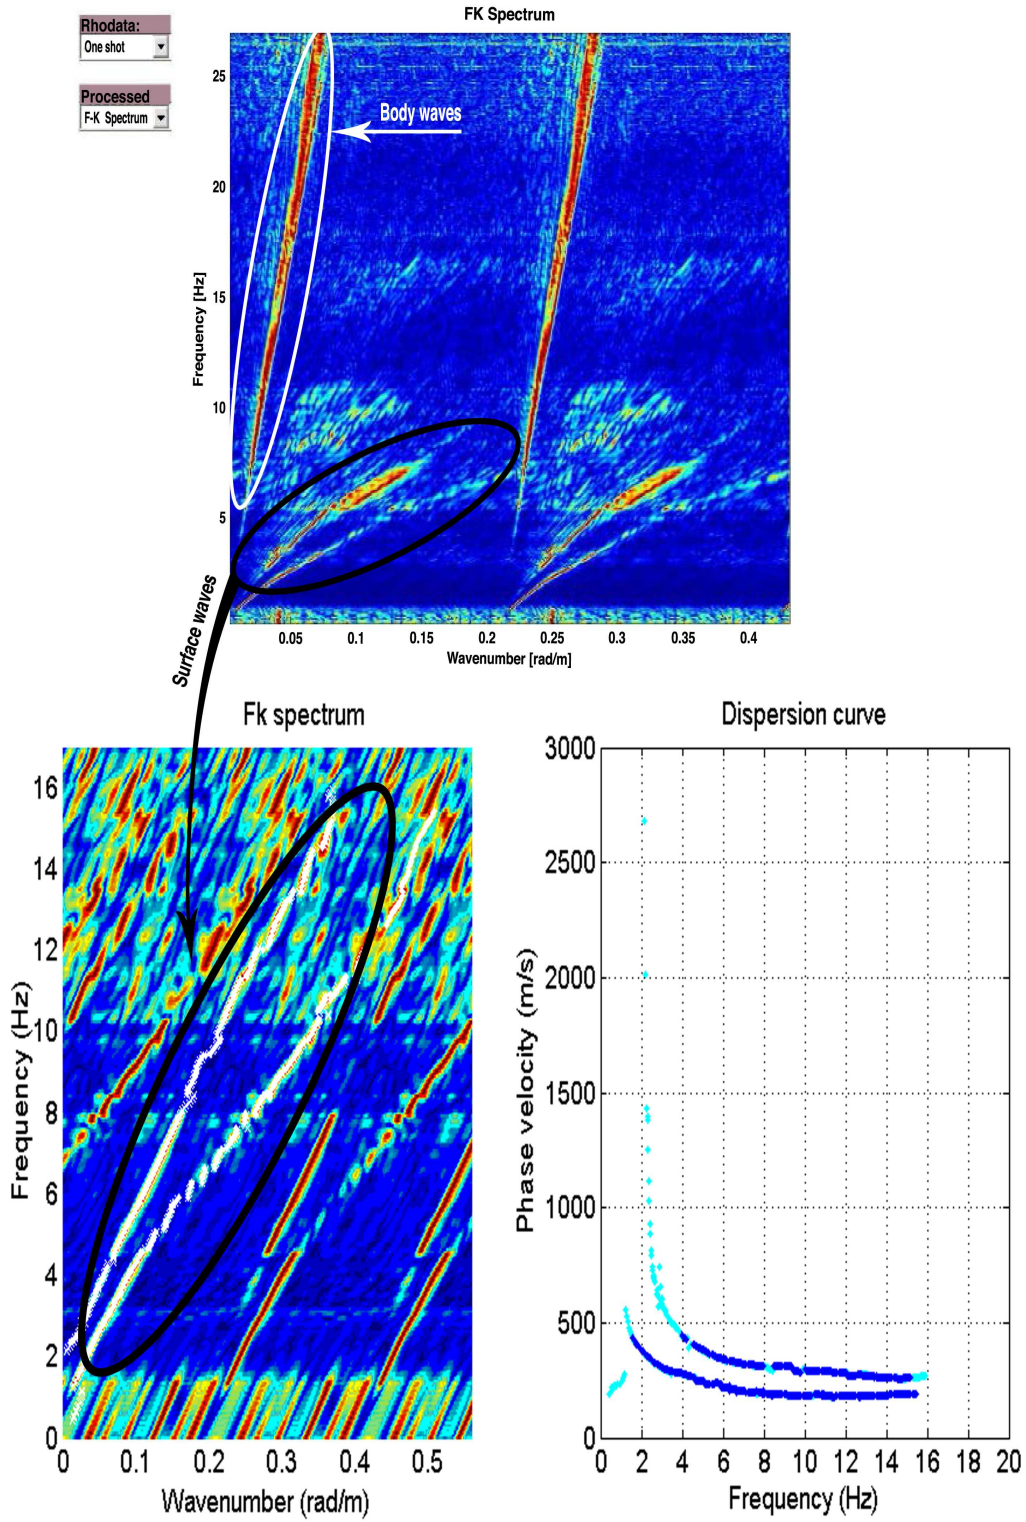 FK Spectrum
Rhodata:
One shot
Processed
F-K Spectrum
Body waves
Frequency [Hz]
25
20
15
10
5
0.05 0.1 0.15 0.2 0.25 0.3 0.35 0.4
Wavenumber [rad/m]
Surface waves
Fk spectrum
Frequency (Hz)
16
14
12
10
8
6
4
2
0
0 0.1 0.2 0.3 0.4 0.5
Wavenumber (rad/m)
Dispersion curve
Phase velocity (m/s)
3000
2500
2000
1500
1000
500
0
0 2 4 6 8 10 12 14 16 18 20
Frequency (Hz)